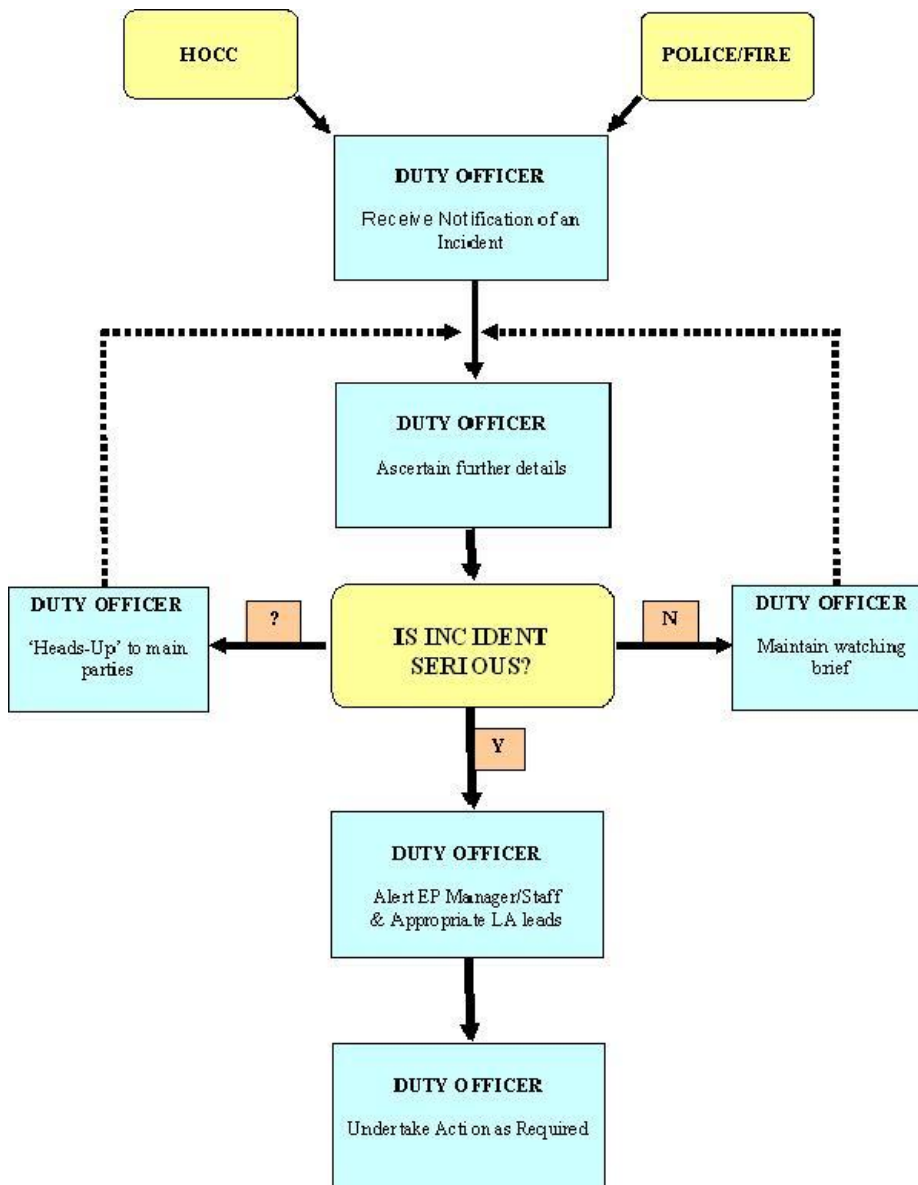 HOCC
POLICE/FIRE
DUTY OFFICER
Receive Notification of an
Incident
DUTY OFFICER
Ascertain further details
DUTY OFFICER
'Heads-Up' to main
parties
?
IS INCIDENT
SERIOUS?
N
DUTY OFFICER
Maintain watching
brief
Y
DUTY OFFICER
Alert EP Manager/Staff
& Appropriate LA leads
DUTY OFFICER
Undertake Action as Required